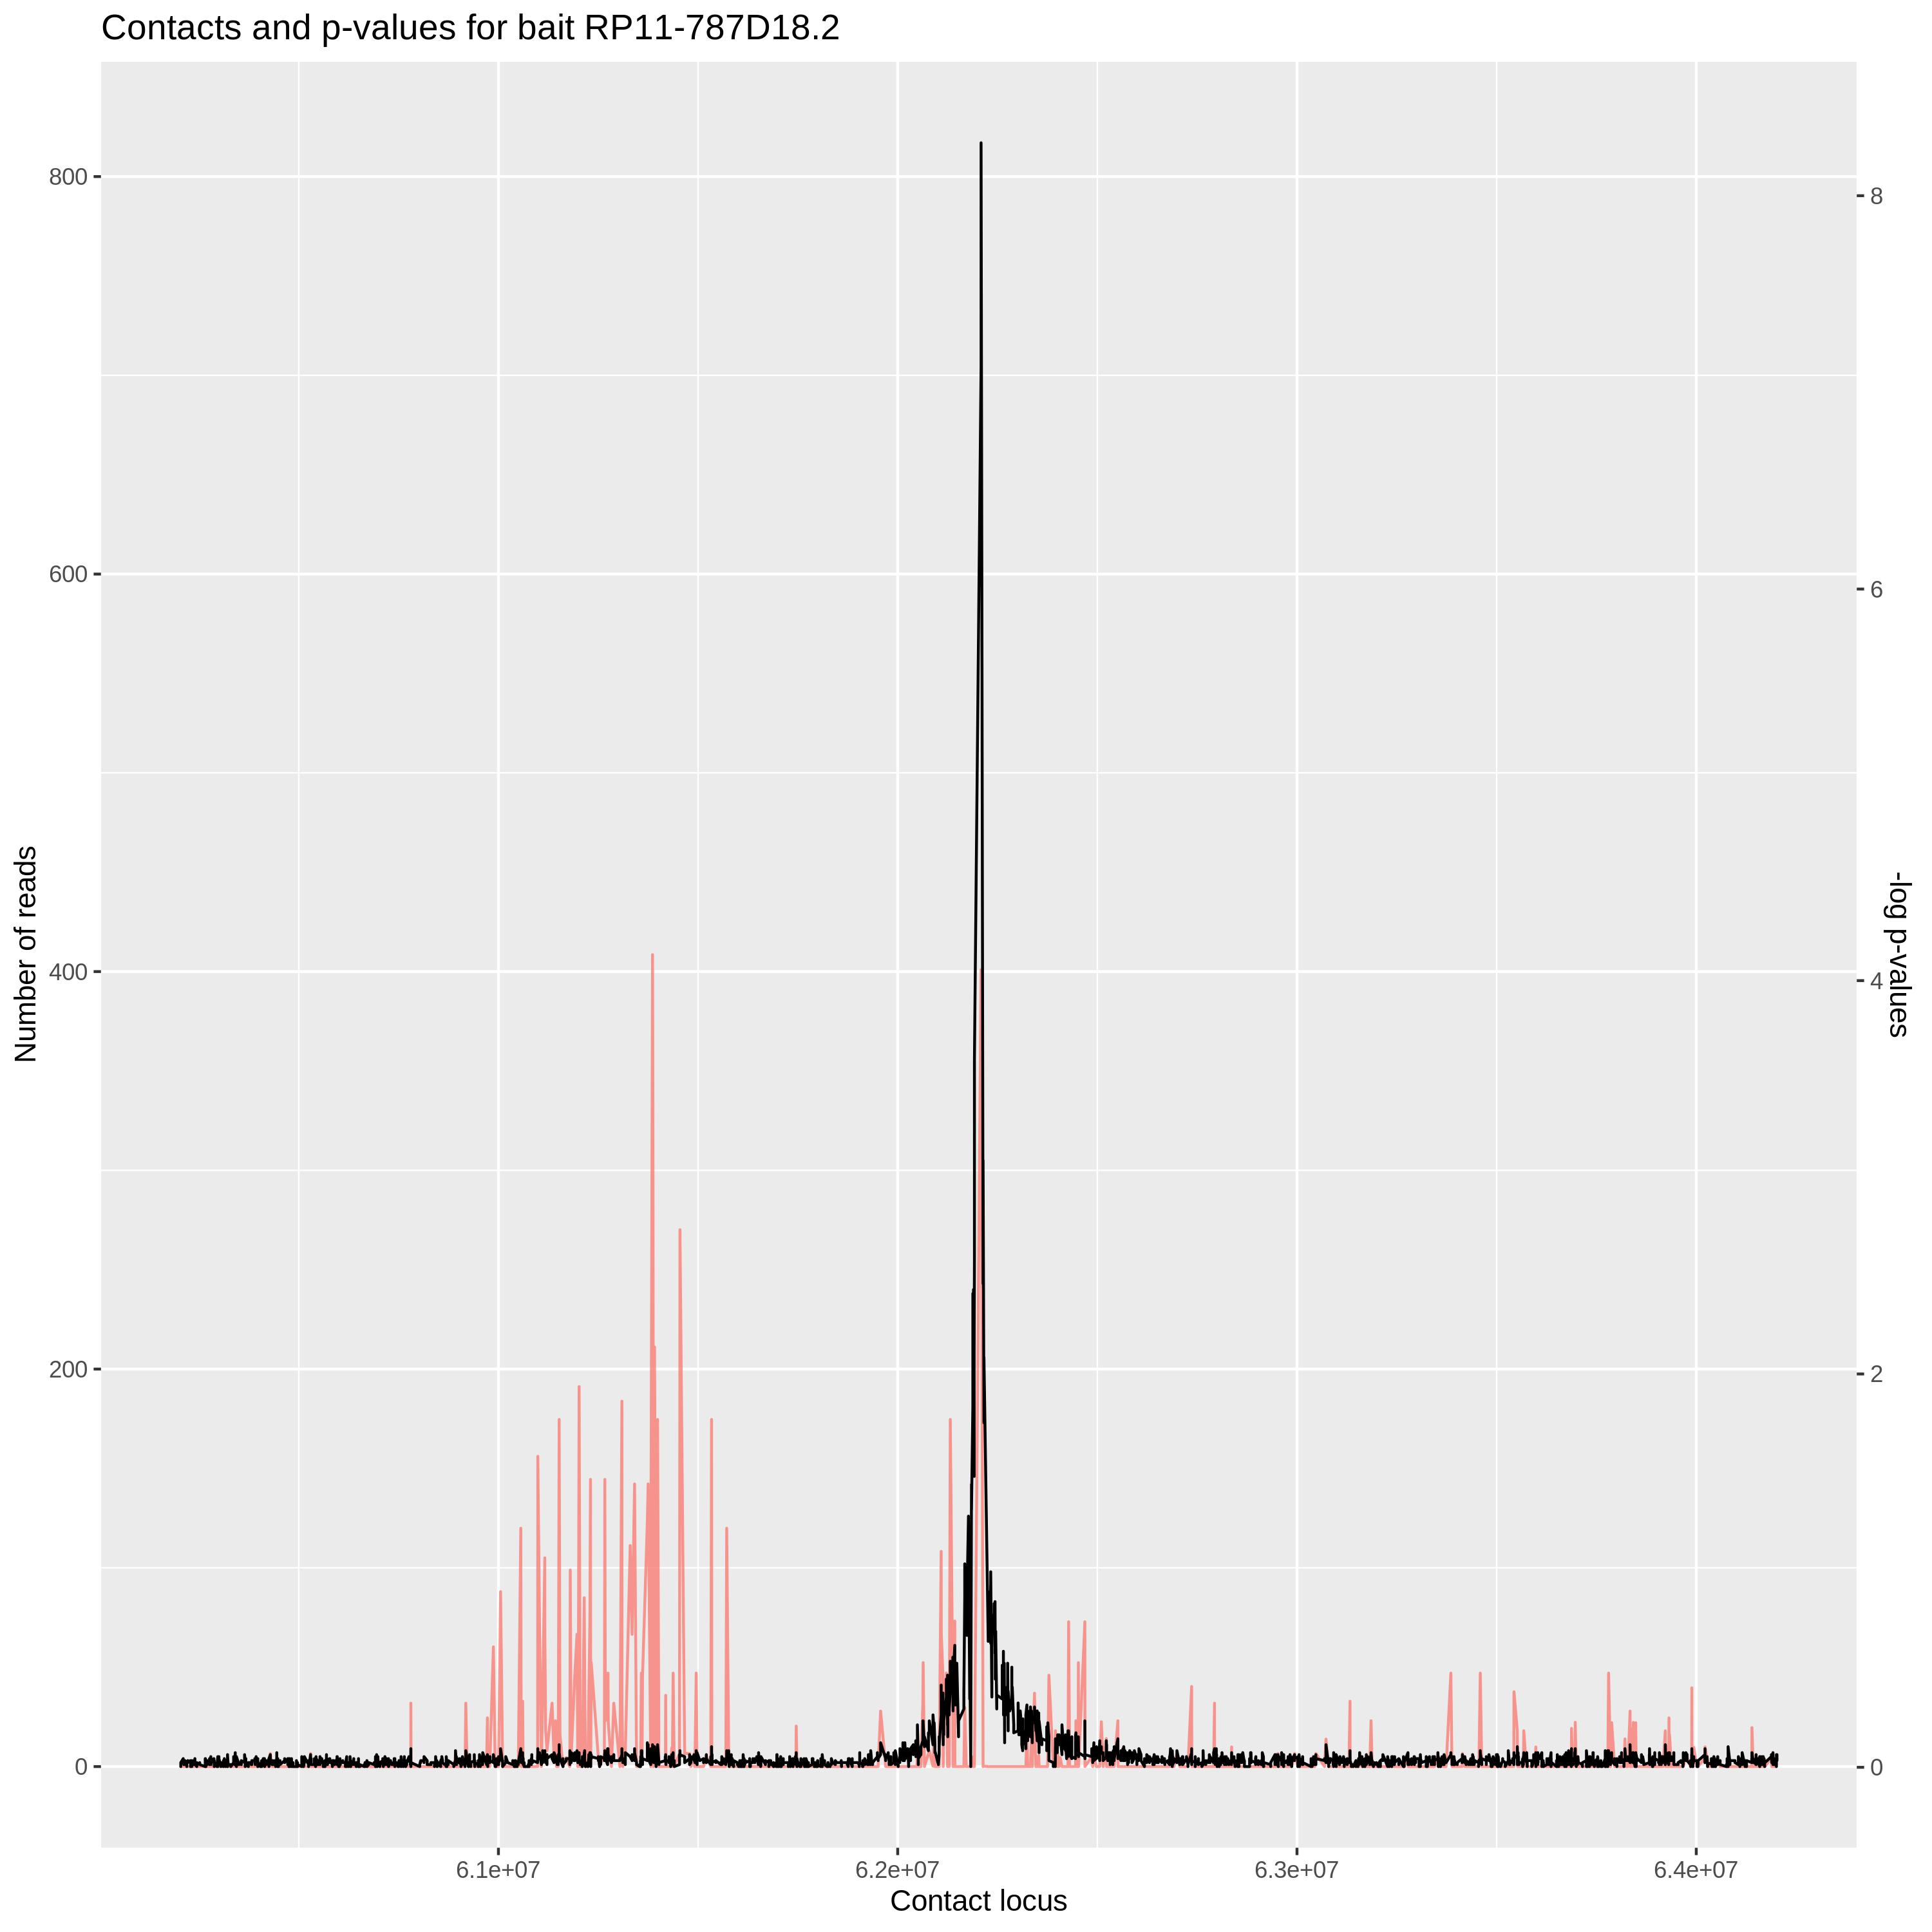 Contacts and p-values for bait RP11-787D18.2
800
600
400
200
0
8
6
4
2
0
Number of reads
-log p-values
6.1e+07
6.2e+07
6.3e+07
6.4e+07
Contact locus